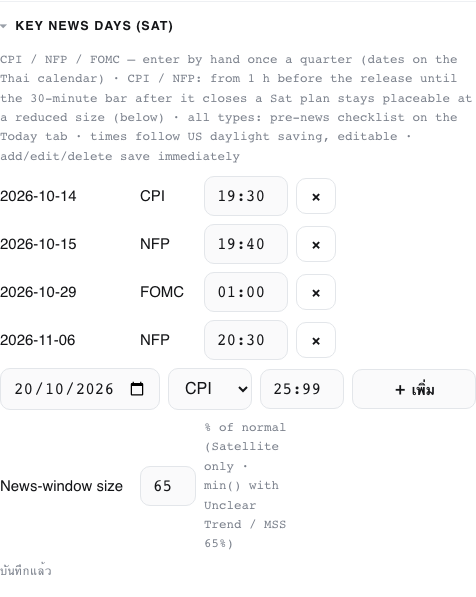 KEY NEWS DAYS (SAT)
CPI / NFP / FOMC — enter by hand once a quarter (dates on the
Thai calendar) · CPI / NFP: from 1 h before the release until
the 30-minute bar after it closes a Sat plan stays placeable at
a reduced size (below) · all types: pre-news checklist on the
Today tab · times follow US daylight saving, editable ·
add/edit/delete save immediately
2026-10-14 CPI 19:30 ×
2026-10-15 NFP 19:40 ×
2026-10-29 FOMC 01:00 ×
2026-11-06 NFP 20:30 ×
20/10/2026 CPI 25:99 + เพิ่ม
% of normal
(Satellite
only ·
News-window size 65 min() with
Unclear
Trend / MSS
65%)
บันทึกแล้ว